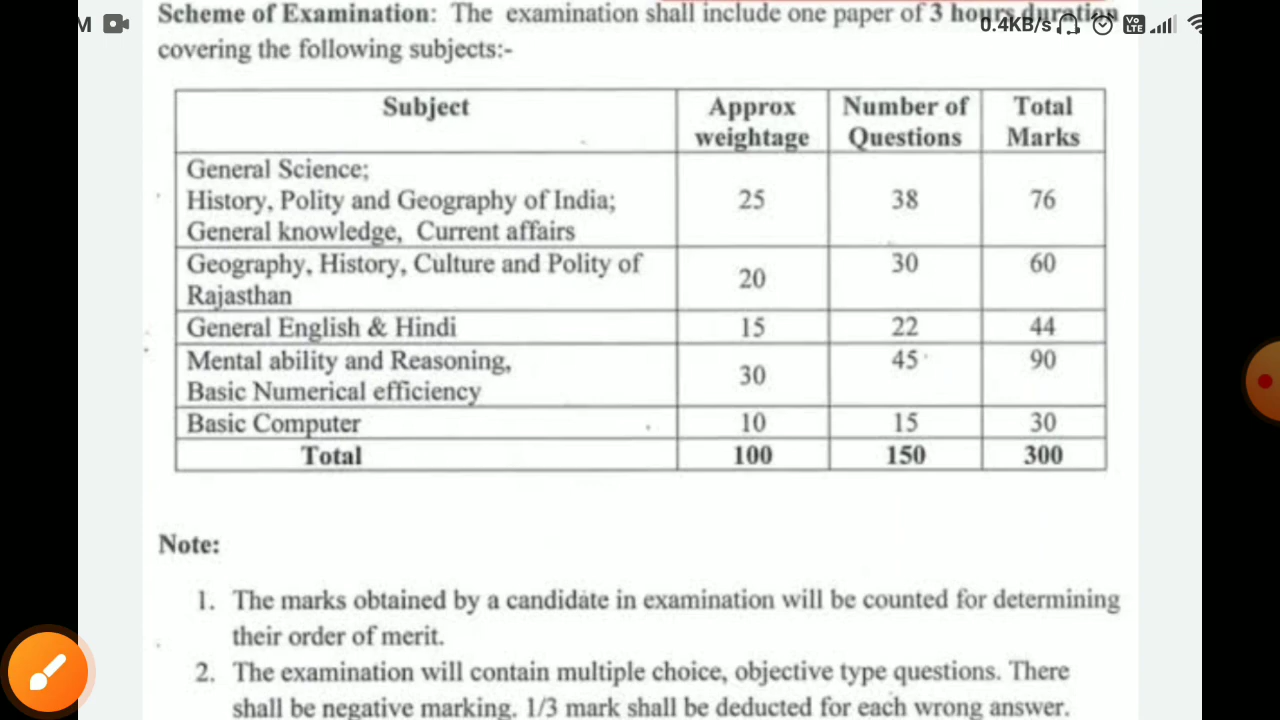 Scheme of Examination: The examination shall include one paper of 3 hours duration
M 0.4KB/s Vo LTE
covering the following subjects:-
Subject Approx weightage Number of Questions Total Marks
General Science;
History, Polity and Geography of India; 25 38 76
General knowledge, Current affairs
Geography, History, Culture and Polity of 30 60
Rajasthan 20
General English & Hindi 15 22 44
Mental ability and Reasoning, 45 90
Basic Numerical efficiency 30
Basic Computer 10 15 30
Total 100 150 300
Note:
1. The marks obtained by a candidate in examination will be counted for determining
their order of merit.
2. The examination will contain multiple choice, objective type questions. There
shall be negative marking. 1/3 mark shall be deducted for each wrong answer.